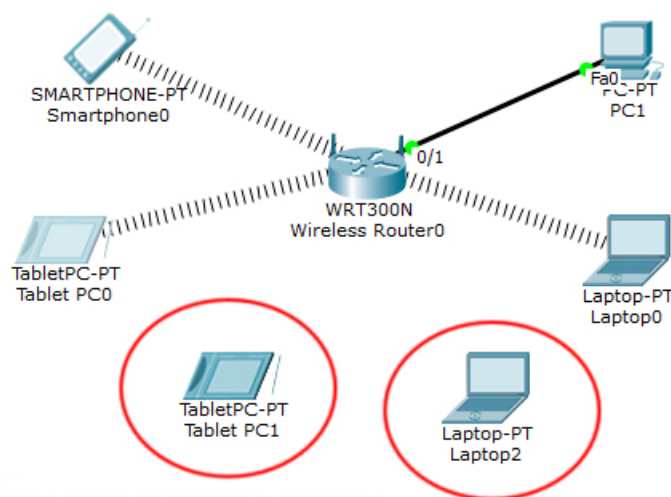 SMARTPHONE-PT
Smartphone0
Fa0
PC-PT
PC1
0/1
WRT300N
Wireless Router0
TabletPC-PT
Tablet PC0
Laptop-PT
Laptop0
TabletPC-PT
Tablet PC1
Laptop-PT
Laptop2